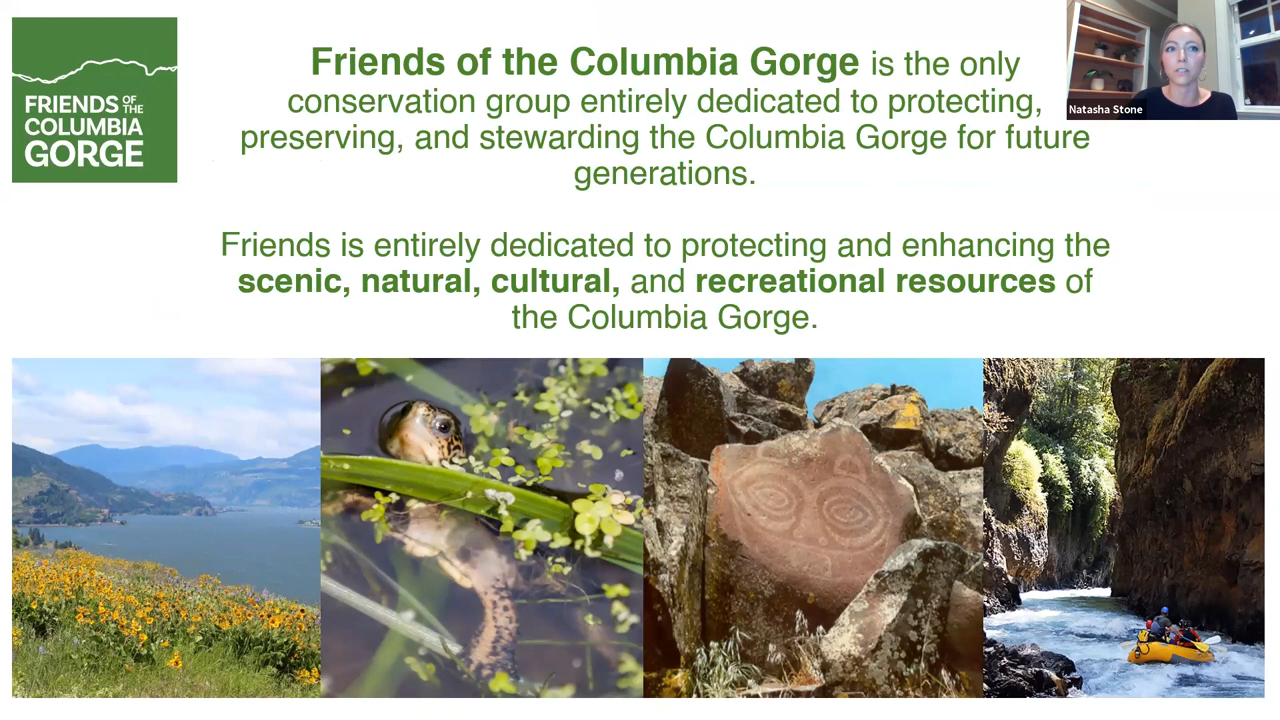 FRIENDS OF THE
COLUMBIA
GORGE
Friends of the Columbia Gorge is the only
conservation group entirely dedicated to protecting,
preserving, and stewarding the Columbia Gorge for future
generations.
Friends is entirely dedicated to protecting and enhancing the
scenic, natural, cultural, and recreational resources of
the Columbia Gorge.
Natasha Stone